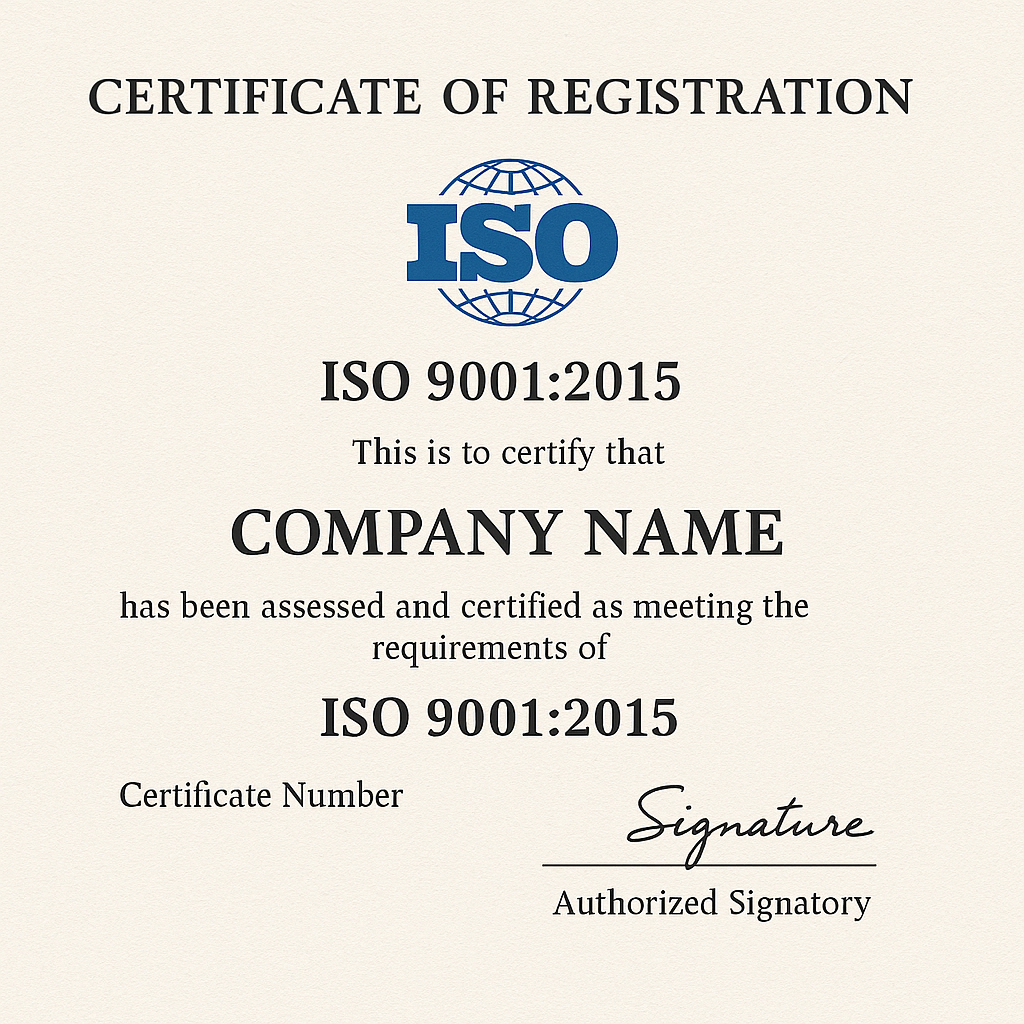 CERTIFICATE OF REGISTRATION
ISO
ISO 9001:2015
This is to certify that
COMPANY NAME
has been assessed and certified as meeting the
requirements of
ISO 9001:2015
Certificate Number
Signature
Authorized Signatory